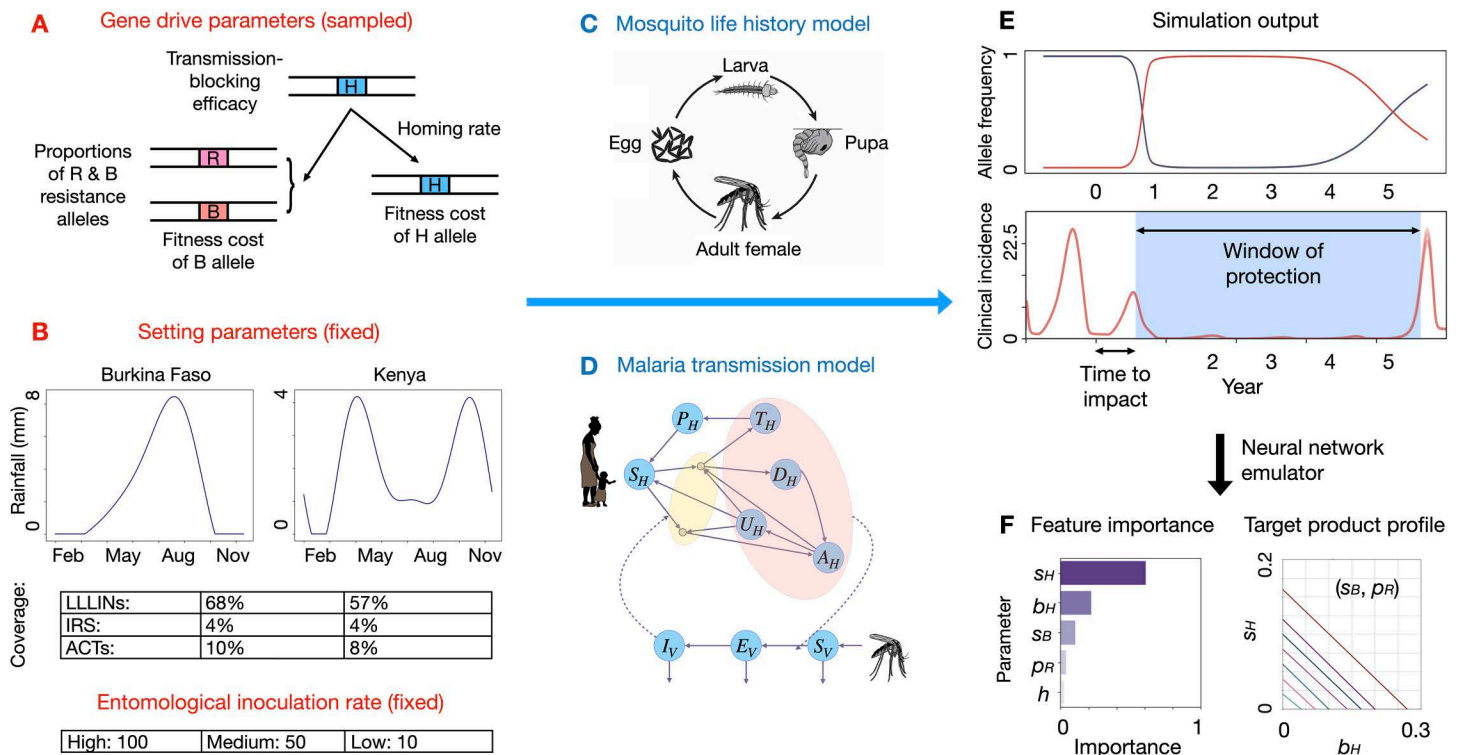 A Gene drive parameters (sampled)
Transmission-
blocking
efficacy
H
Homing rate
Proportions
of R & B
resistance
alleles
R
B
H
Fitness cost
of B allele
Fitness cost
of H allele
B Setting parameters (fixed)
Burkina Faso
Rainfall (mm)
8
0
Feb May Aug Nov
Kenya
4
0
Feb May Aug Nov
Coverage:
LLLINs: 68% 57%
IRS: 4% 4%
ACTs: 10% 8%
Entomological inoculation rate (fixed)
High: 100 Medium: 50 Low: 10
C Mosquito life history model
Larva
Egg
Pupa
Adult female
D Malaria transmission model
P_H T_H
S_H D_H
U_H
A_H
I_V E_V S_V
E Simulation output
Allele frequency
1
0
0 1 2 3 4 5
Clinical incidence
22.5
0
Window of
protection
0 1 2 3 4 5
Time to
impact
Year
Neural network
emulator
F Feature importance
Parameter
s_H
b_H
s_B
p_R
h
0 1
Importance
Target product profile
s_H
0.2
0
(s_B, p_R)
0 0.3
b_H